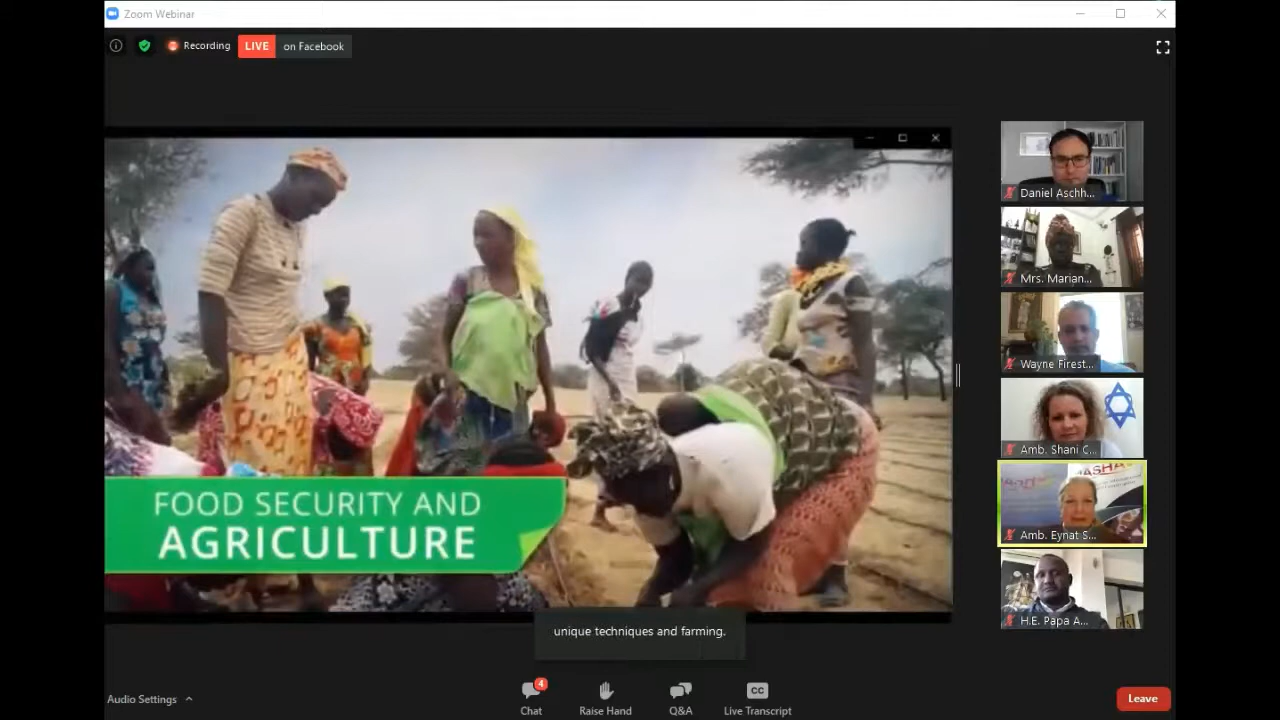 Zoom Webinar
Recording
LIVE
on Facebook
FOOD SECURITY AND
AGRICULTURE
unique techniques and farming.
Daniel Aschh...
Mrs. Marian...
Wayne Firest...
Amb. Shani C...
Amb. Eynat S...
H.E. Papa A...
Audio Settings
4
Chat
Raise Hand
Q&A
CC
Live Transcript
Leave